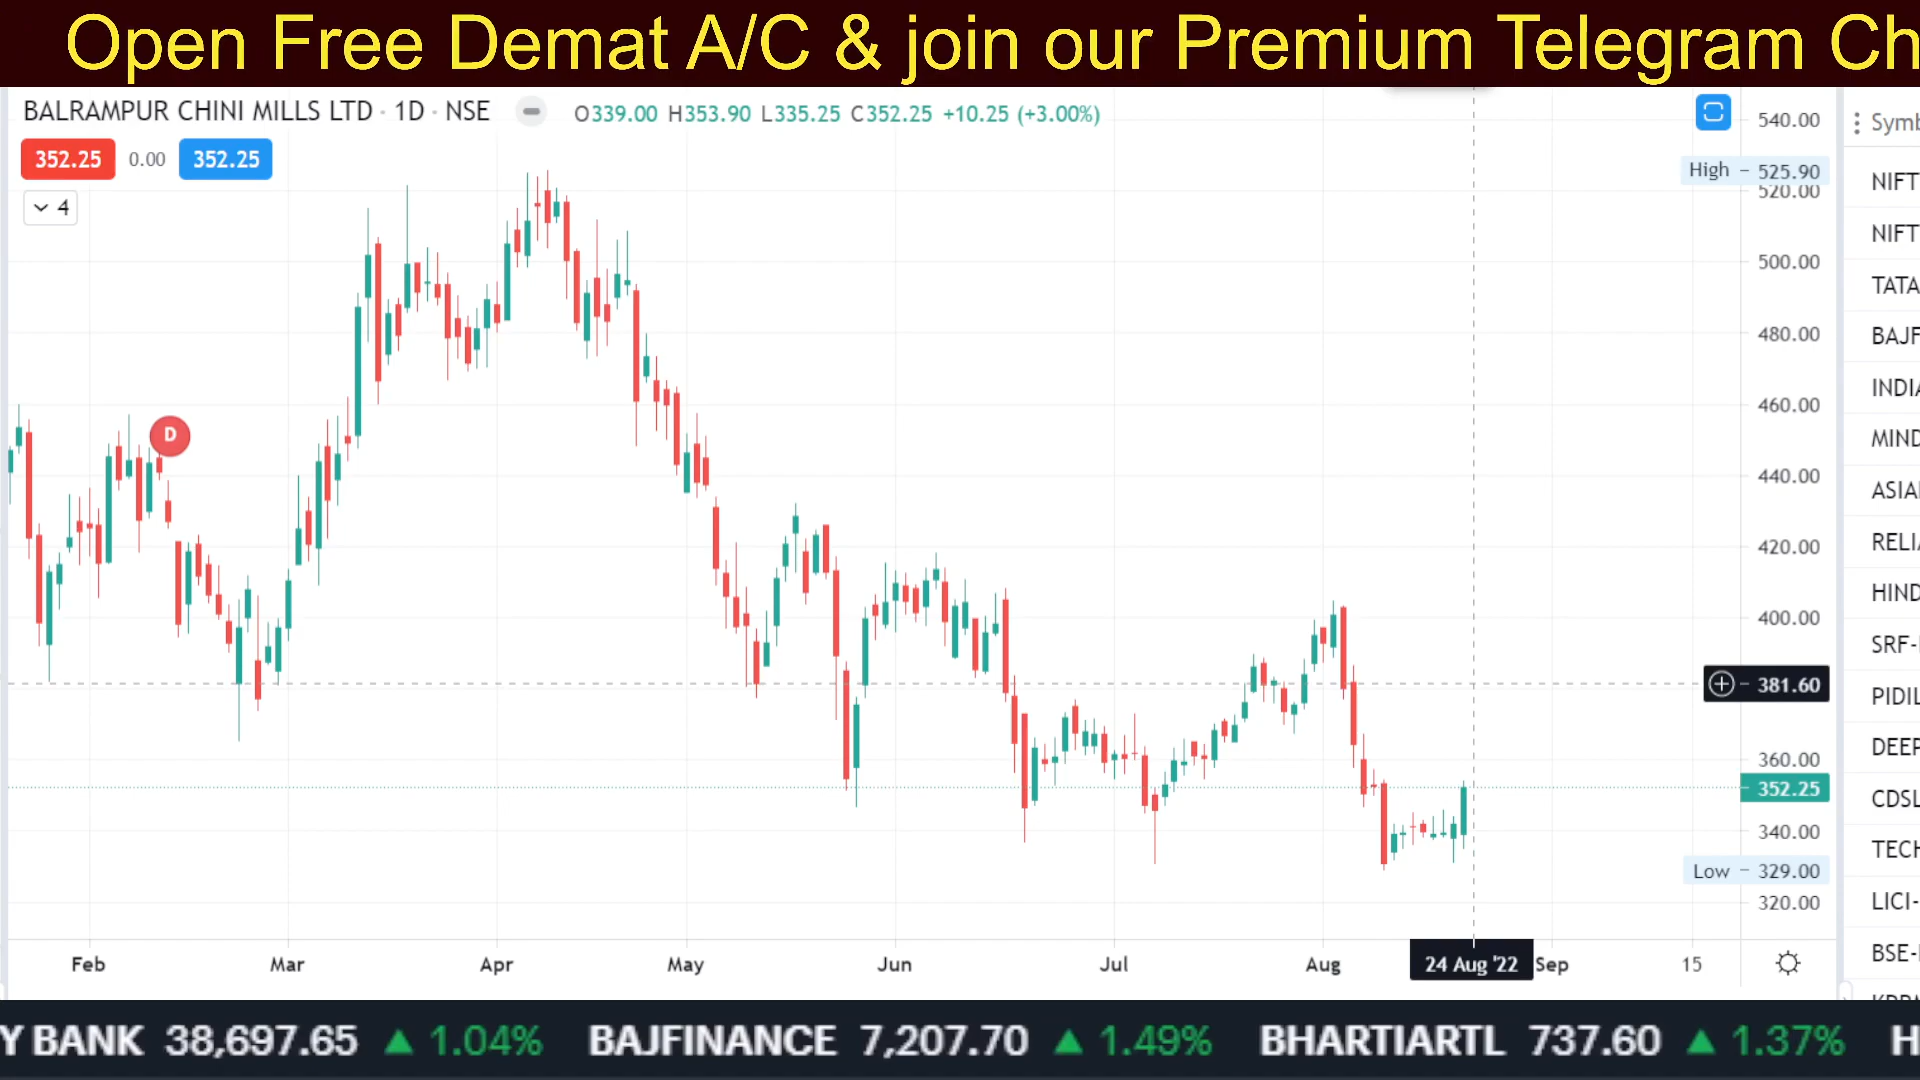 Open Free Demat A/C & join our Premium Telegram Ch
BALRAMPUR CHINI MILLS LTD · 1D · NSE O339.00 H353.90 L335.25 C352.25 +10.25 (+3.00%)
352.25 0.00 352.25
4
D
540.00
High 525.90
520.00
500.00
480.00
460.00
440.00
420.00
400.00
381.60
360.00
352.25
340.00
Low 329.00
320.00
Feb Mar Apr May Jun Jul Aug 24 Aug '22 Sep 15
Symb
NIFT
NIFT
TATA
BAJF
INDIA
MIND
ASIA
RELIA
HIND
SRF-
PIDIL
DEEP
CDSL
TECH
LICI-
BSE-
Y BANK 38,697.65 ▲ 1.04% BAJFINANCE 7,207.70 ▲ 1.49% BHARTIARTL 737.60 ▲ 1.37% H